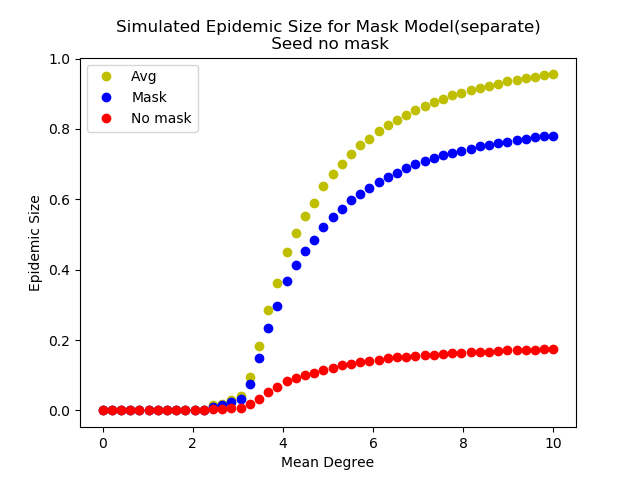 Simulated Epidemic Size for Mask Model(separate)
Seed no mask
Avg
Mask
No mask
Epidemic Size
1.0
0.8
0.6
0.4
0.2
0.0
0 2 4 6 8 10
Mean Degree